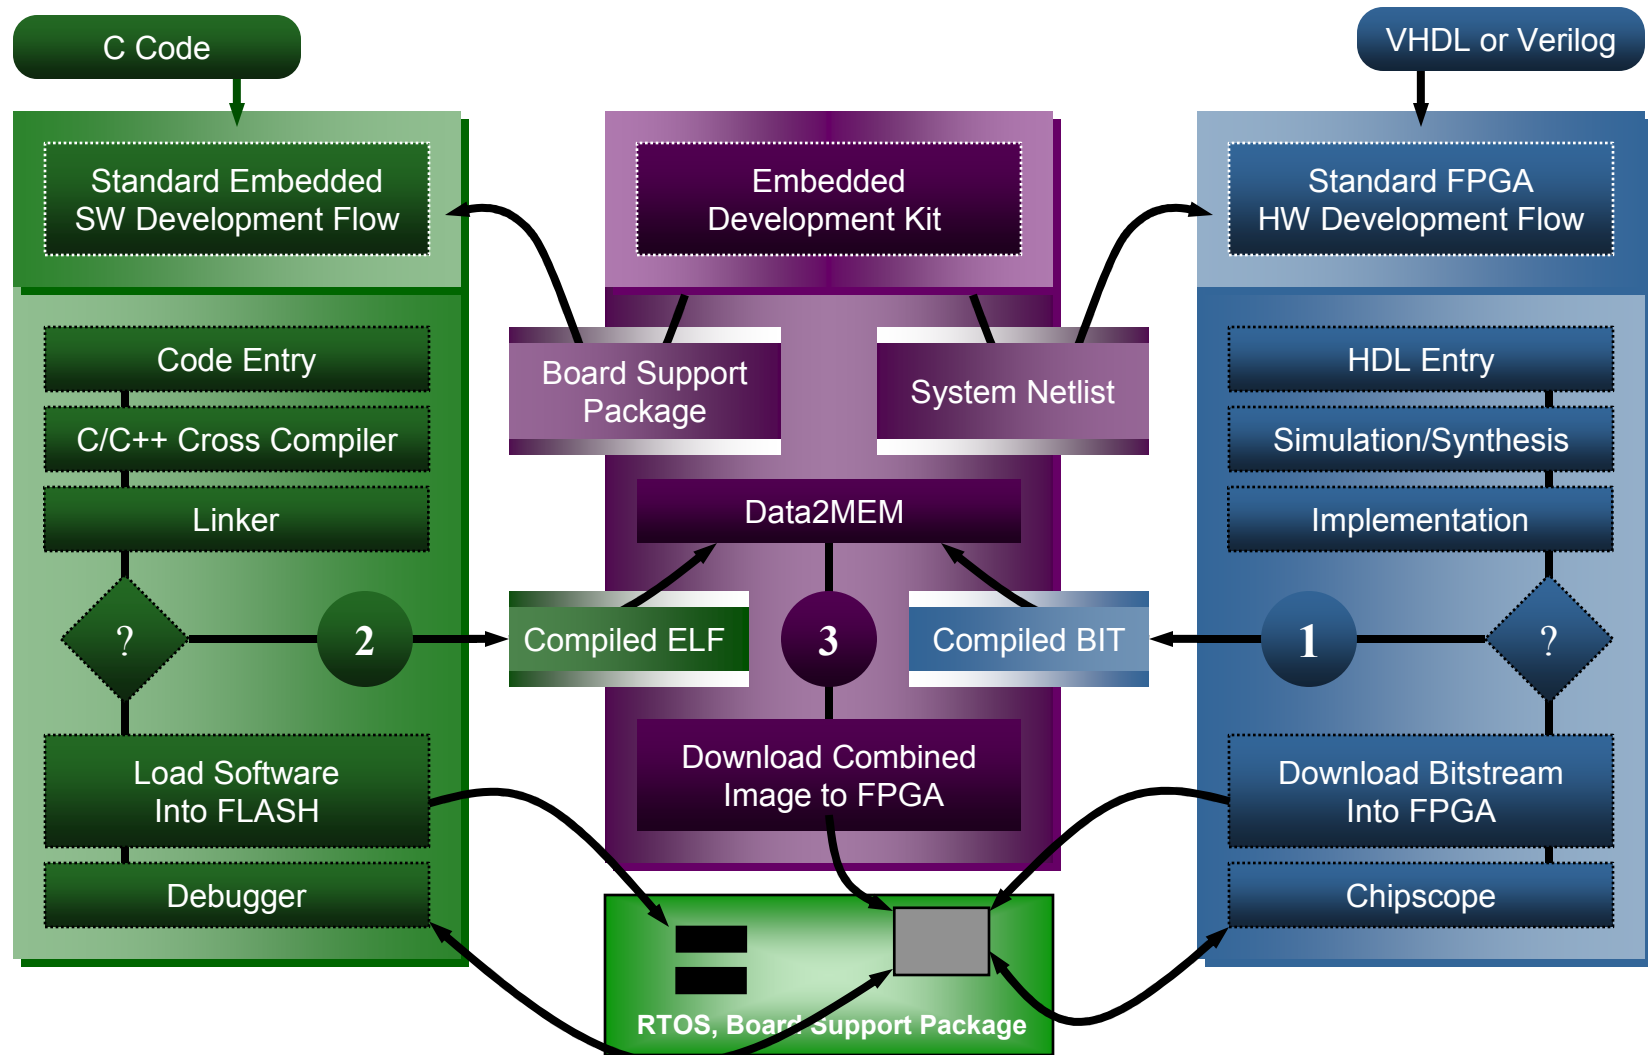 C Code
VHDL or Verilog
Standard Embedded
SW Development Flow
Embedded
Development Kit
Standard FPGA
HW Development Flow
Code Entry
C/C++ Cross Compiler
Linker
?
2
Load Software
Into FLASH
Debugger
Board Support
Package
System Netlist
Data2MEM
Compiled ELF
3
Compiled BIT
Download Combined
Image to FPGA
HDL Entry
Simulation/Synthesis
Implementation
1
?
Download Bitstream
Into FPGA
Chipscope
RTOS, Board Support Package